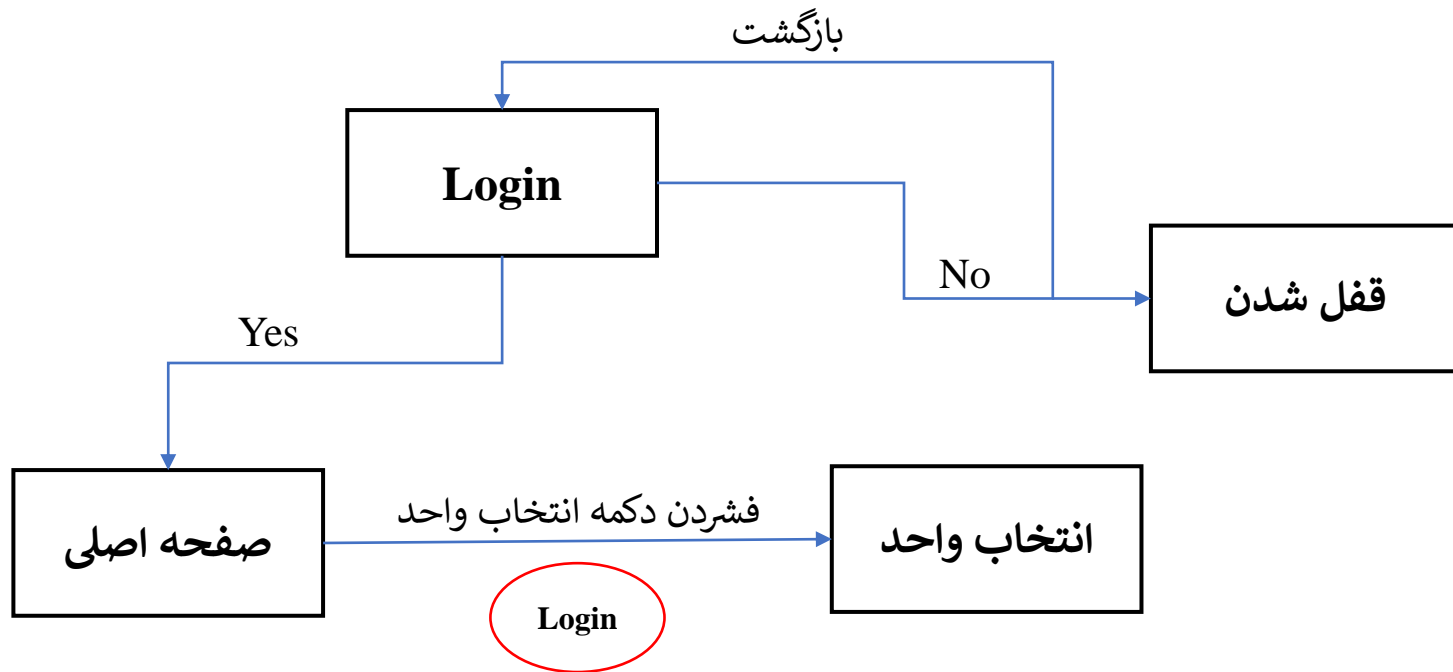 بازگشت
Login
No
قفل شدن
Yes
فشردن دکمه انتخاب واحد
صفحه اصلی
انتخاب واحد
Login